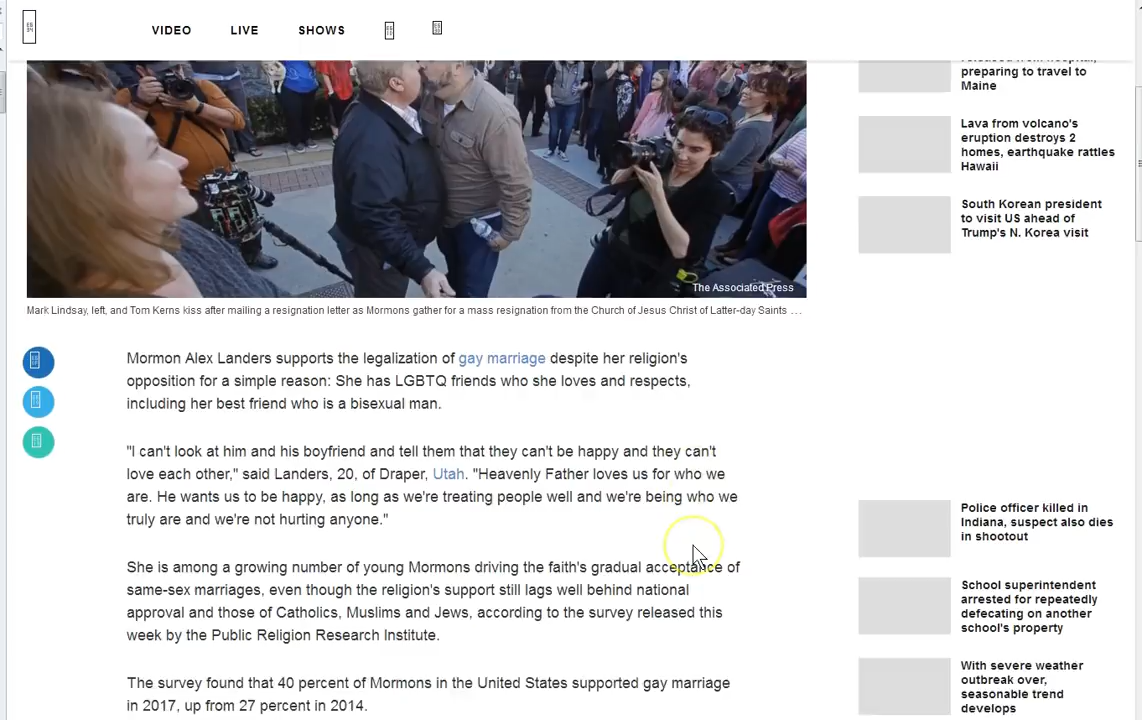 VIDEO
LIVE
SHOWS
The Associated Press
Mark Lindsay, left, and Tom Kerns kiss after mailing a resignation letter as Mormons gather for a mass resignation from the Church of Jesus Christ of Latter-day Saints ...
Mormon Alex Landers supports the legalization of gay marriage despite her religion's
opposition for a simple reason: She has LGBTQ friends who she loves and respects,
including her best friend who is a bisexual man.
"I can't look at him and his boyfriend and tell them that they can't be happy and they can't
love each other," said Landers, 20, of Draper, Utah. "Heavenly Father loves us for who we
are. He wants us to be happy, as long as we're treating people well and we're being who we
truly are and we're not hurting anyone."
She is among a growing number of young Mormons driving the faith's gradual acceptance of
same-sex marriages, even though the religion's support still lags well behind national
approval and those of Catholics, Muslims and Jews, according to the survey released this
week by the Public Religion Research Institute.
The survey found that 40 percent of Mormons in the United States supported gay marriage
in 2017, up from 27 percent in 2014.
preparing to travel to
Maine
Lava from volcano's
eruption destroys 2
homes, earthquake rattles
Hawaii
South Korean president
to visit US ahead of
Trump's N. Korea visit
Police officer killed in
Indiana, suspect also dies
in shootout
School superintendent
arrested for repeatedly
defecating on another
school's property
With severe weather
outbreak over,
seasonable trend
develops